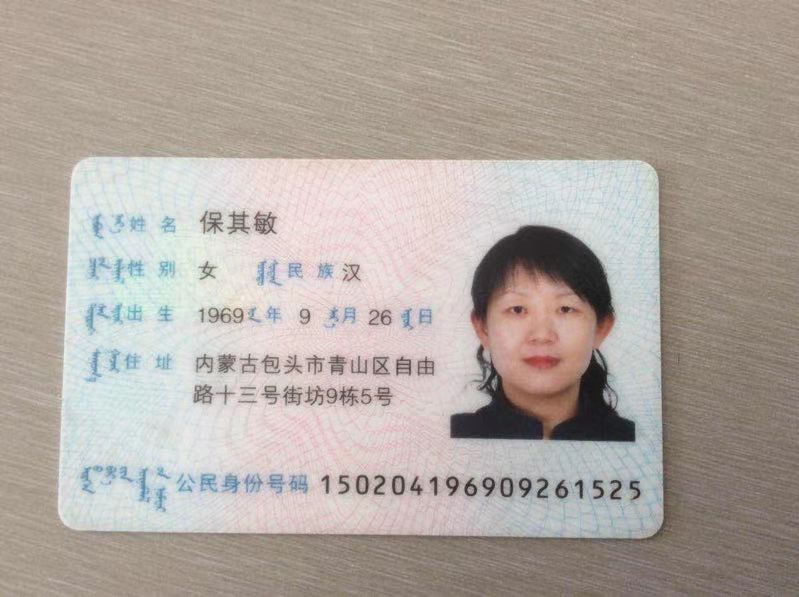 姓名 保其敏
性别 女 民族 汉
出生 1969 年 9 月 26 日
住址 内蒙古包头市青山区自由
路十三号街坊9栋5号
公民身份号码 150204196909261525